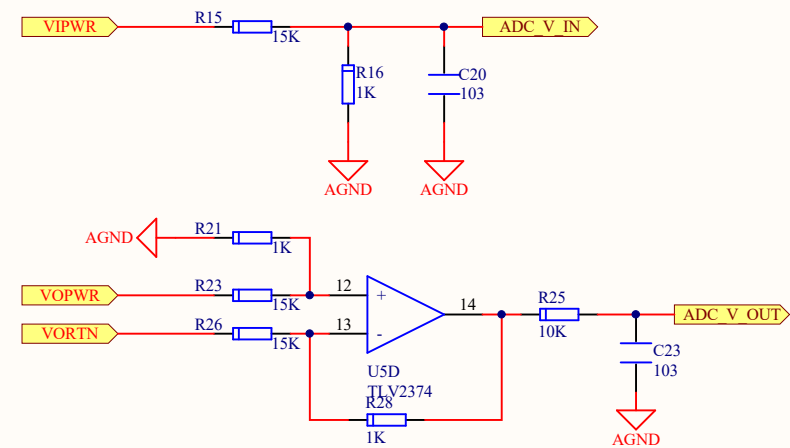 VIPWR
R15
15K
ADC_V_IN
R16
1K
C20
103
AGND
AGND
AGND
R21
1K
VOPWR
R23
15K
12
+
14
R25
10K
ADC_V_OUT
VORTN
R26
15K
13
-
C23
103
U5D
TLV2374
R28
1K
AGND